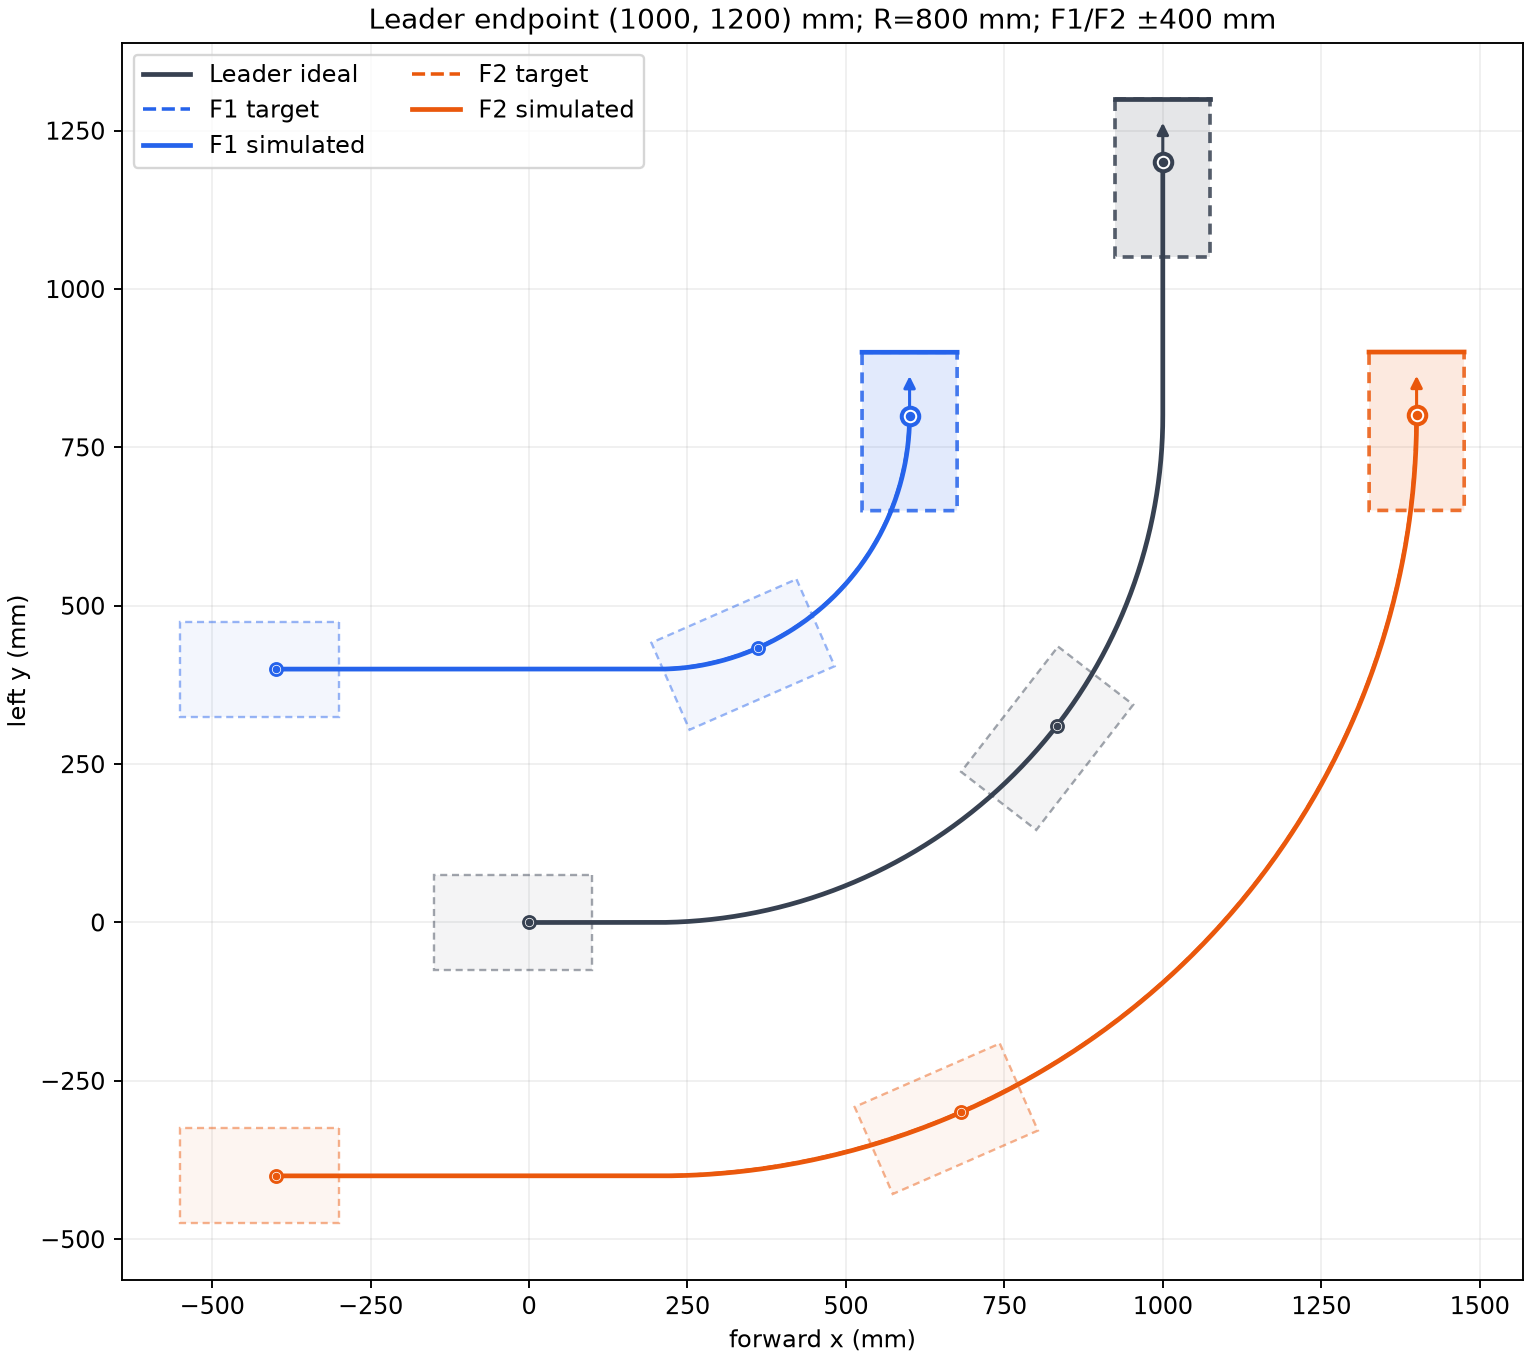 Leader endpoint (1000, 1200) mm; R=800 mm; F1/F2 ±400 mm
Leader ideal
F1 target
F1 simulated
F2 target
F2 simulated
left y (mm)
1250
1000
750
500
250
0
−250
−500
−500
−250
0
250
500
750
1000
1250
1500
forward x (mm)